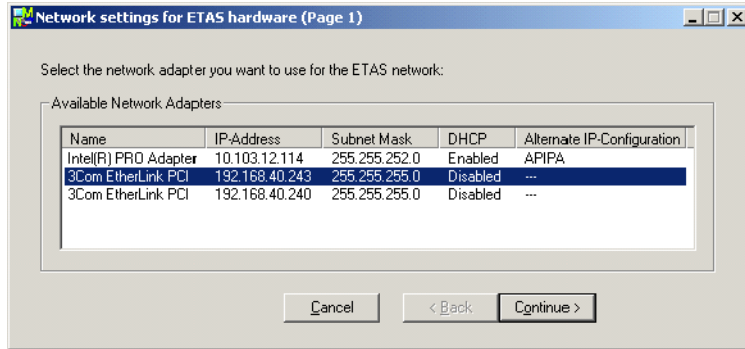 Network settings for ETAS hardware (Page 1)
Select the network adapter you want to use for the ETAS network:
Available Network Adapters
Name IP-Address Subnet Mask DHCP Alternate IP-Configuration
Intel(R) PRO Adapter 10.103.12.114 255.255.252.0 Enabled APIPA
3Com EtherLink PCI 192.168.40.243 255.255.255.0 Disabled ---
3Com EtherLink PCI 192.168.40.240 255.255.255.0 Disabled ---
Cancel < Back Continue >